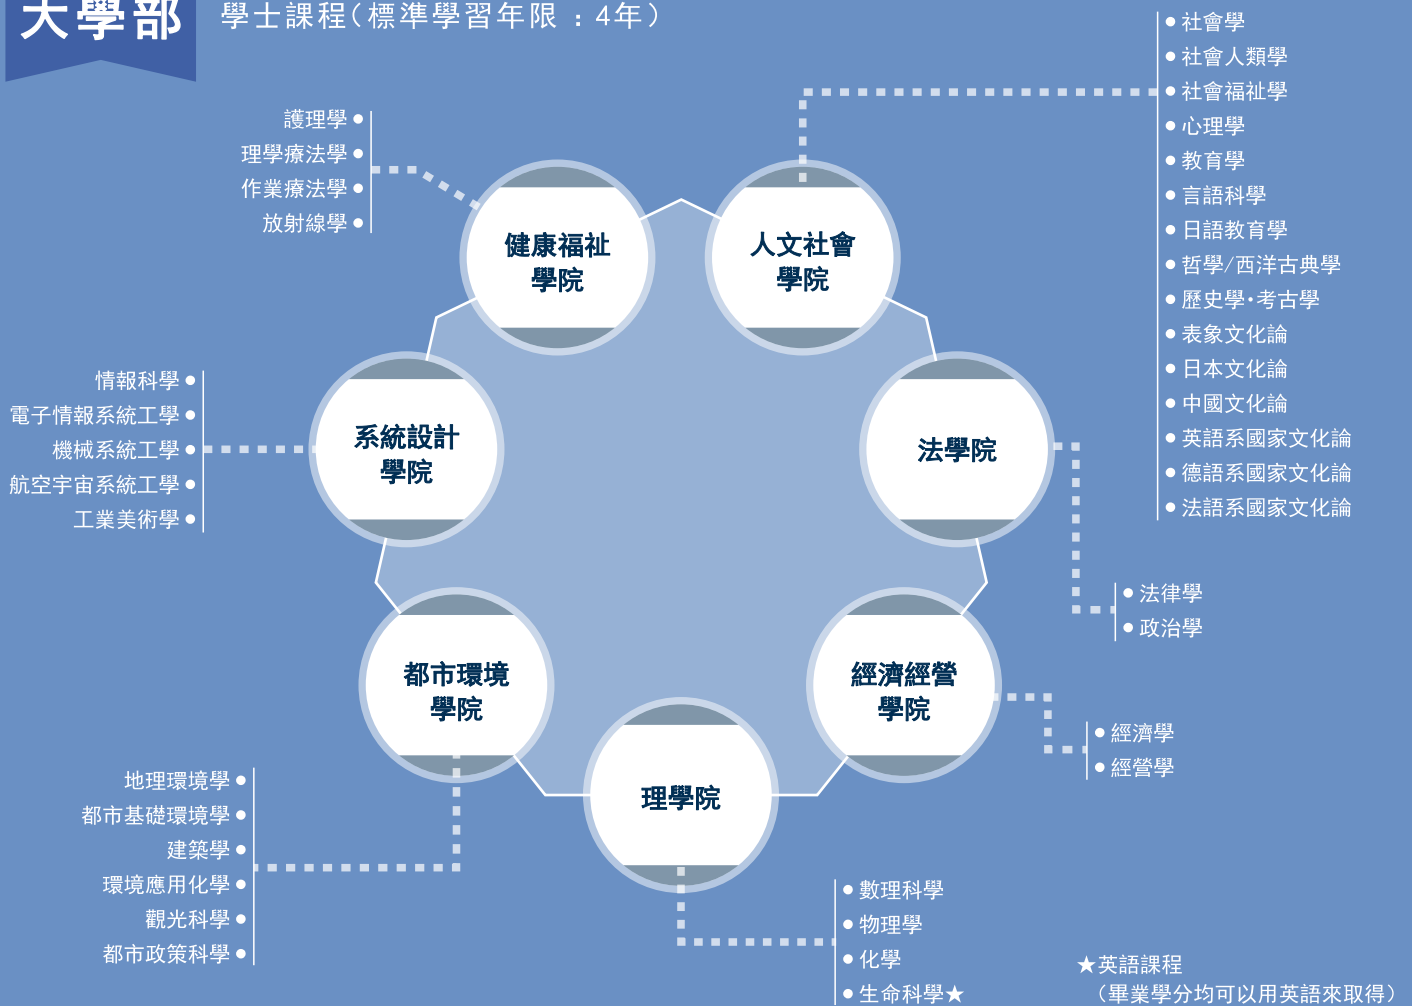 大學部
學士課程(標準學習年限：4年)
健康福祉
學院
護理學
理學療法學
作業療法學
放射線學
人文社會
學院
社會學
社會人類學
社會福祉學
心理學
教育學
言語科學
日語教育學
哲學/西洋古典學
歷史學・考古學
表象文化論
日本文化論
中國文化論
英語系國家文化論
德語系國家文化論
法語系國家文化論
系統設計
學院
情報科學
電子情報系統工學
機械系統工學
航空宇宙系統工學
工業美術學
法學院
法律學
政治學
都市環境
學院
地理環境學
都市基礎環境學
建築學
環境應用化學
觀光科學
都市政策科學
經濟經營
學院
經濟學
經營學
理學院
數理科學
物理學
化學
生命科學★
★英語課程
（畢業學分均可以用英語來取得）